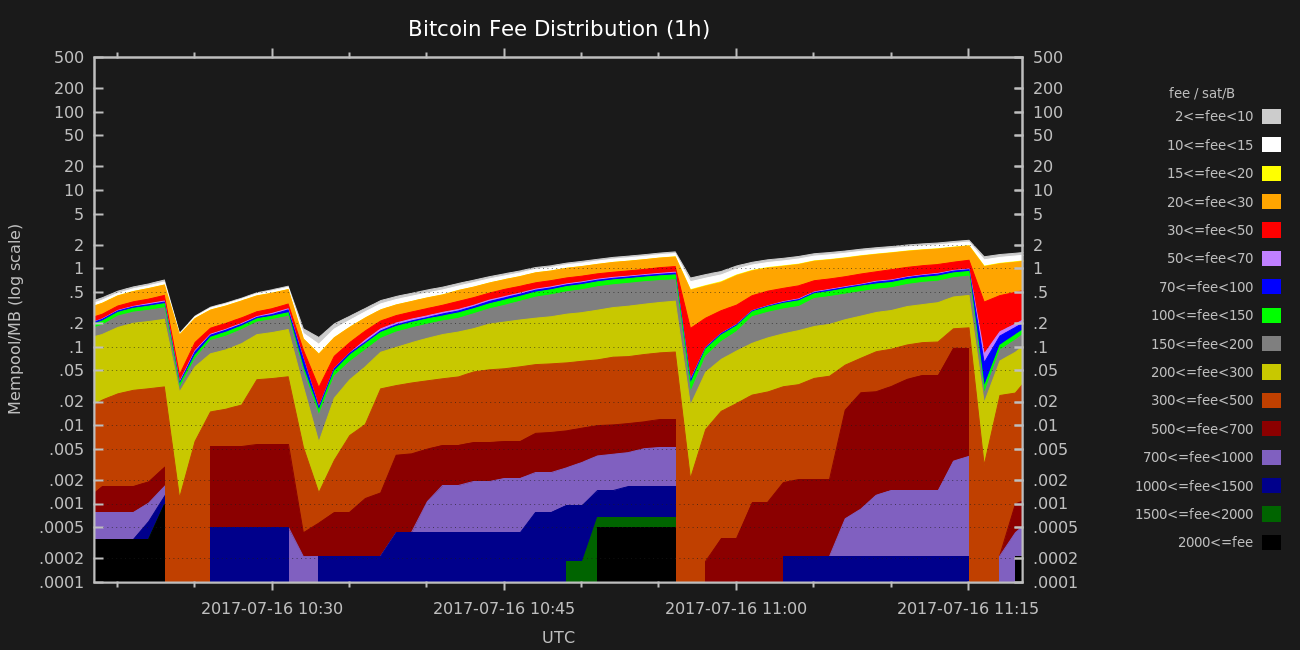 Bitcoin Fee Distribution (1h)
500 500
200 200
100 100
50 50
20 20
10 10
5 5
2 2
1 1
.5 .5
.2 .2
.1 .1
.05 .05
.02 .02
.01 .01
.005 .005
.002 .002
.001 .001
.0005 .0005
.0002 .0002
.0001 .0001
Mempool/MB (log scale)
2017-07-16 10:30 2017-07-16 10:45 2017-07-16 11:00 2017-07-16 11:15
UTC
fee / sat/B
2<=fee<10
10<=fee<15
15<=fee<20
20<=fee<30
30<=fee<50
50<=fee<70
70<=fee<100
100<=fee<150
150<=fee<200
200<=fee<300
300<=fee<500
500<=fee<700
700<=fee<1000
1000<=fee<1500
1500<=fee<2000
2000<=fee